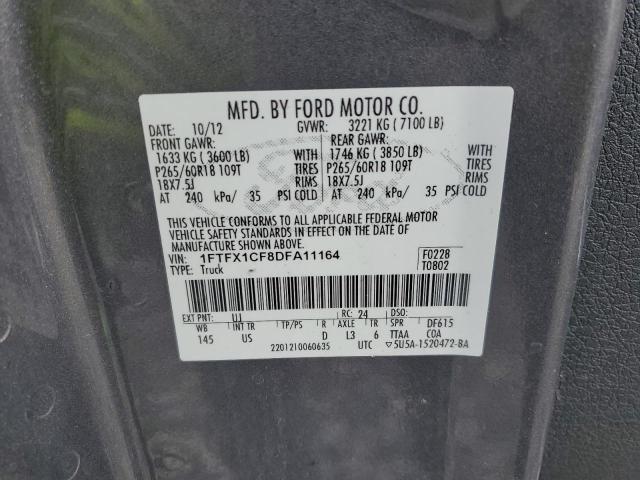 MFD. BY FORD MOTOR CO.
DATE: 10/12 GVWR: 3221 KG ( 7100 LB)
FRONT GAWR: REAR GAWR:
1633 KG ( 3600 LB) WITH 1746 KG ( 3850 LB) WITH
P265/60R18 109T TIRES P265/60R18 109T TIRES
18X7.5J RIMS 18X7.5J RIMS
AT 240 kPa/ 35 PSI COLD AT 240 kPa/ 35 PSI COLD
THIS VEHICLE CONFORMS TO ALL APPLICABLE FEDERAL MOTOR
VEHICLE SAFETY STANDARDS IN EFFECT ON THE DATE OF
MANUFACTURE SHOWN ABOVE.
VIN: 1FTFX1CF8DFA11164 F0228
TYPE: Truck T0802
EXT PNT: UJ RC: 24 DSO:
WB INT TR TP/PS R AXLE TR SPR DF615
145 US D L3 6 TTAA COA
2201210060635 UTC ▽5U5A-1520472-BA